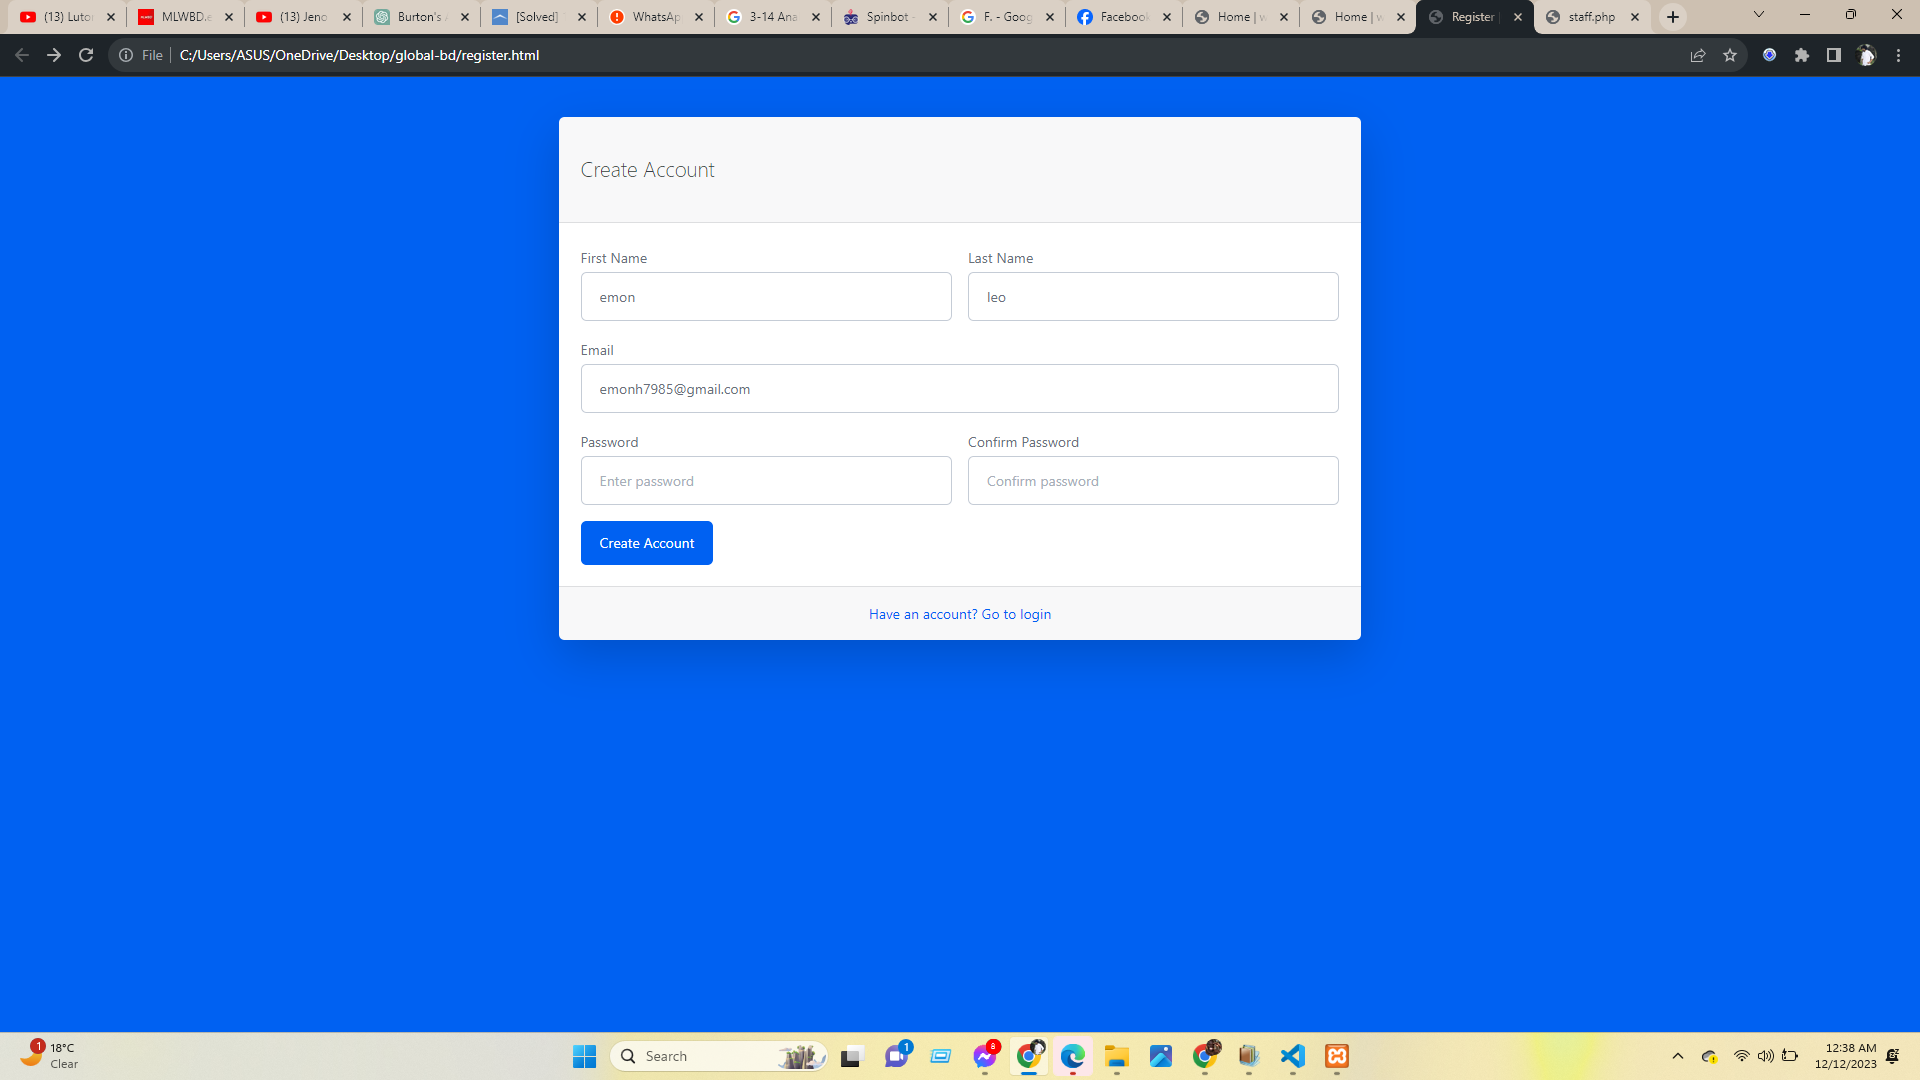 (13) Luton
MLWBD.e
(13) Jeno
Burton's
[Solved]
WhatsAp
3-14 Ana
Spinbot -
F. - Goog
Facebook
Home | w
Home | w
Register
staff.php
File
C:/Users/ASUS/OneDrive/Desktop/global-bd/register.html
Create Account
First Name
Last Name
emon
leo
Email
emonh7985@gmail.com
Password
Confirm Password
Enter password
Confirm password
Create Account
Have an account? Go to login
1
18°C
Clear
Search
1
8
12:38 AM
12/12/2023